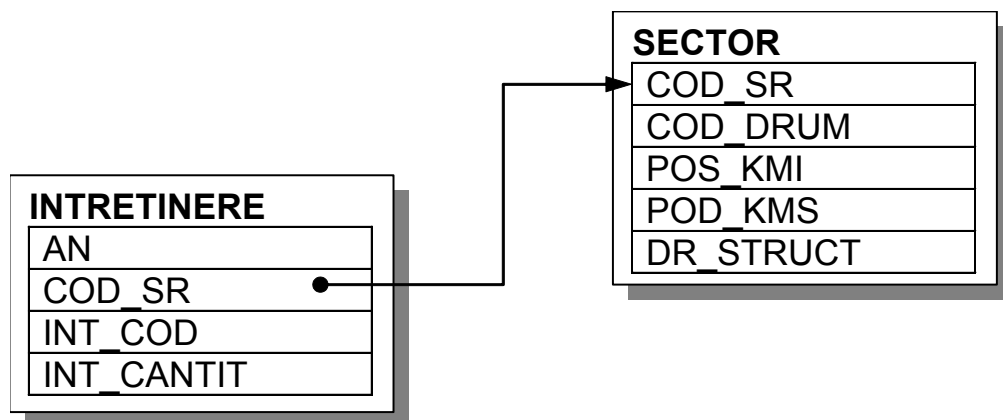 SECTOR
COD_SR
COD_DRUM
POS_KMI
POD_KMS
DR_STRUCT
INTRETINERE
AN
COD_SR
INT_COD
INT_CANTIT